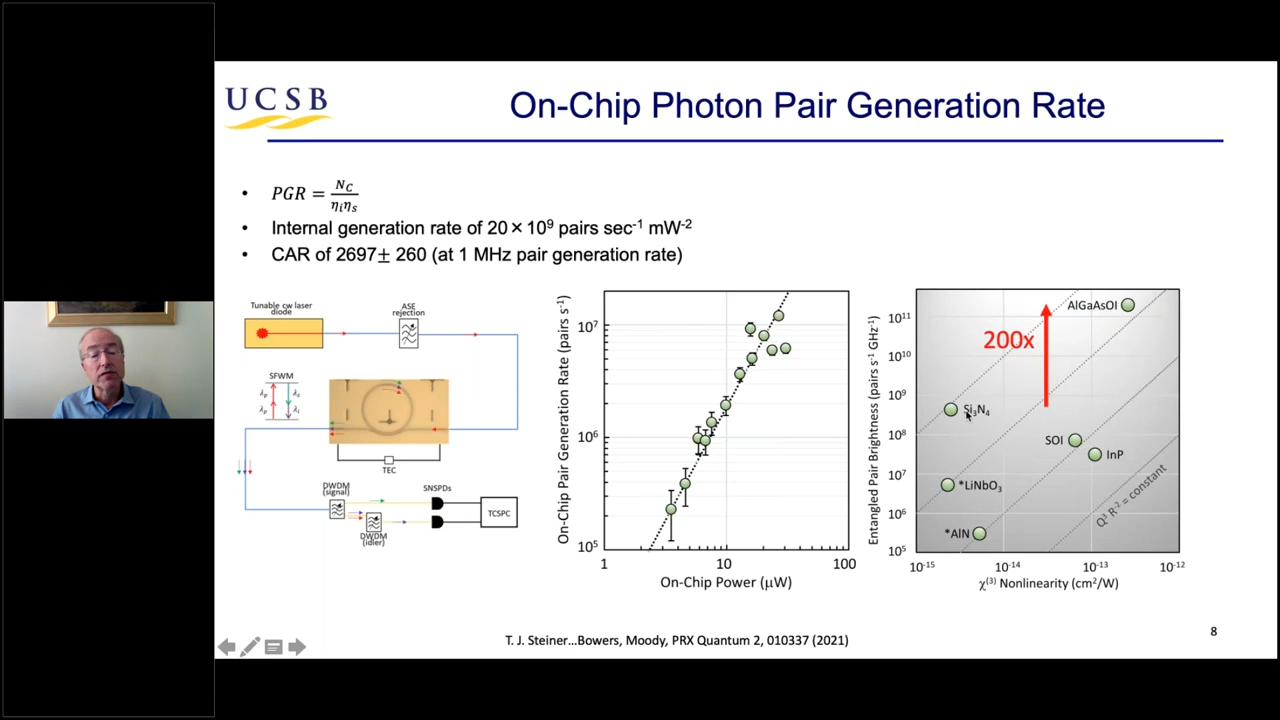 UCSB
On-Chip Photon Pair Generation Rate
• PGR = N_C / η_i η_s
• Internal generation rate of 20 × 10⁹ pairs sec⁻¹ mW⁻²
• CAR of 2697± 260 (at 1 MHz pair generation rate)
Tunable cw laser
diode
ASE
rejection
SFWM
λp
λs
λp
λi
TEC
DWDM
(signal)
SNSPDs
TCSPC
DWDM
(idler)
On-Chip Pair Generation Rate (pairs s⁻¹)
10⁷
10⁶
10⁵
1
10
100
On-Chip Power (μW)
Entangled Pair Brightness (pairs s⁻¹ GHz⁻¹)
10¹¹
10¹⁰
10⁹
10⁸
10⁷
10⁶
10⁵
AlGaAsOI
200x
Si₃N₄
SOI
InP
*LiNbO₃
*AlN
Q³ R⁻² = constant
10⁻¹⁵
10⁻¹⁴
10⁻¹³
10⁻¹²
χ⁽³⁾ Nonlinearity (cm²/W)
T. J. Steiner…Bowers, Moody, PRX Quantum 2, 010337 (2021)
8